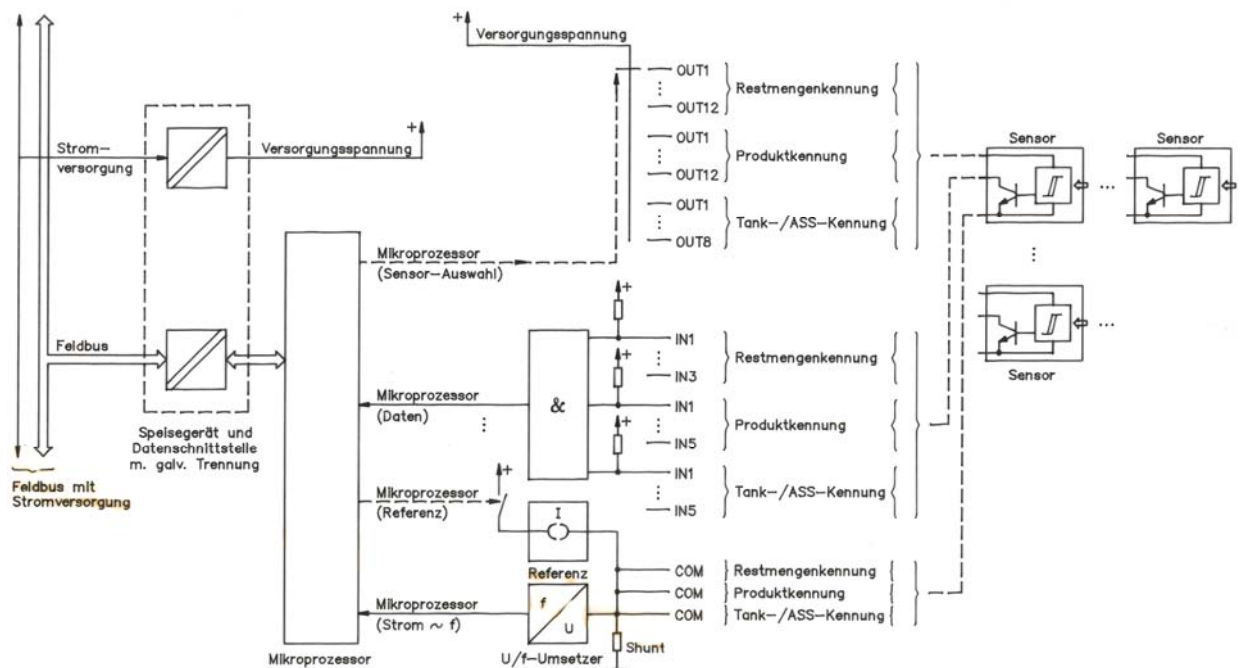 +
Versorgungsspannung
OUT1
⋮
OUT12
Restmengenkennung
OUT1
⋮
OUT12
Produktkennung
OUT1
⋮
OUT8
Tank-/ASS-Kennung
Strom-
versorgung
Versorgungsspannung
+
Sensor
...
Sensor
⋮
...
Sensor
Mikroprozessor
(Sensor-Auswahl)
Feldbus
+
IN1
⋮
IN3
Restmengenkennung
+
IN1
⋮
IN5
Produktkennung
+
IN1
⋮
IN5
Tank-/ASS-Kennung
&
Mikroprozessor
(Daten)
⋮
Speisegerät und
Datenschnittstelle
m. galv. Trennung
Feldbus mit
Stromversorgung
Mikroprozessor
(Referenz)
+
I
Referenz
COM
Restmengenkennung
COM
Produktkennung
COM
Tank-/ASS-Kennung
Mikroprozessor
(Strom ~ f)
f
U
Shunt
Mikroprozessor
U/f-Umsetzer